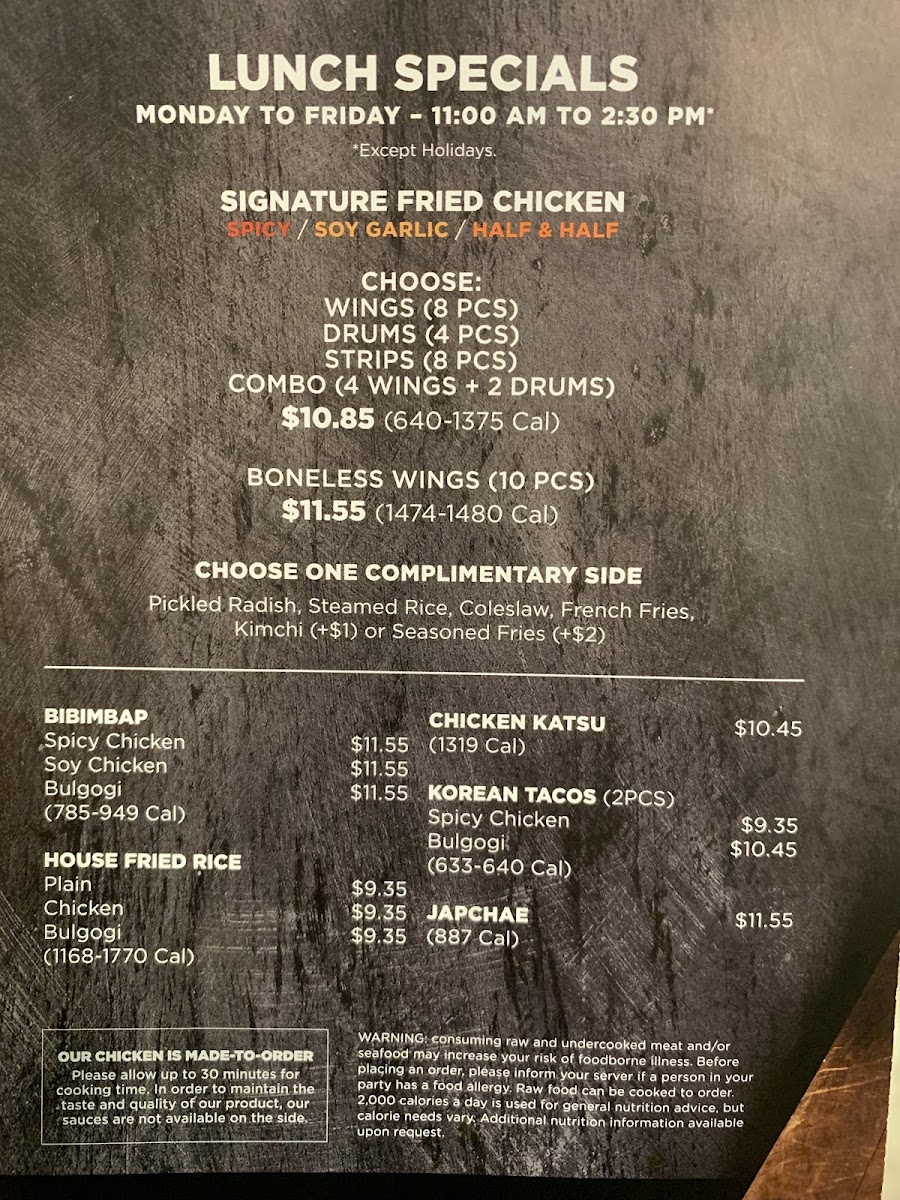 LUNCH SPECIALS
MONDAY TO FRIDAY – 11:00 AM TO 2:30 PM*
*Except Holidays.
SIGNATURE FRIED CHICKEN
SPICY / SOY GARLIC / HALF & HALF
CHOOSE:
WINGS (8 PCS)
DRUMS (4 PCS)
STRIPS (8 PCS)
COMBO (4 WINGS + 2 DRUMS)
$10.85 (640-1375 Cal)
BONELESS WINGS (10 PCS)
$11.55 (1474-1480 Cal)
CHOOSE ONE COMPLIMENTARY SIDE
Pickled Radish, Steamed Rice, Coleslaw, French Fries,
Kimchi (+$1) or Seasoned Fries (+$2)
BIBIMBAP
Spicy Chicken $11.55
Soy Chicken $11.55
Bulgogi $11.55
(785-949 Cal)
HOUSE FRIED RICE
Plain $9.35
Chicken $9.35
Bulgogi $9.35
(1168-1770 Cal)
CHICKEN KATSU $10.45
(1319 Cal)
KOREAN TACOS (2PCS)
Spicy Chicken $9.35
Bulgogi $10.45
(633-640 Cal)
JAPCHAE $11.55
(887 Cal)
OUR CHICKEN IS MADE-TO-ORDER
Please allow up to 30 minutes for
cooking time. In order to maintain the
taste and quality of our product, our
sauces are not available on the side.
WARNING: consuming raw and undercooked meat and/or
seafood may increase your risk of foodborne illness. Before
placing an order, please inform your server if a person in your
party has a food allergy. Raw food can be cooked to order.
2,000 calories a day is used for general nutrition advice, but
calorie needs vary. Additional nutrition information available
upon request.